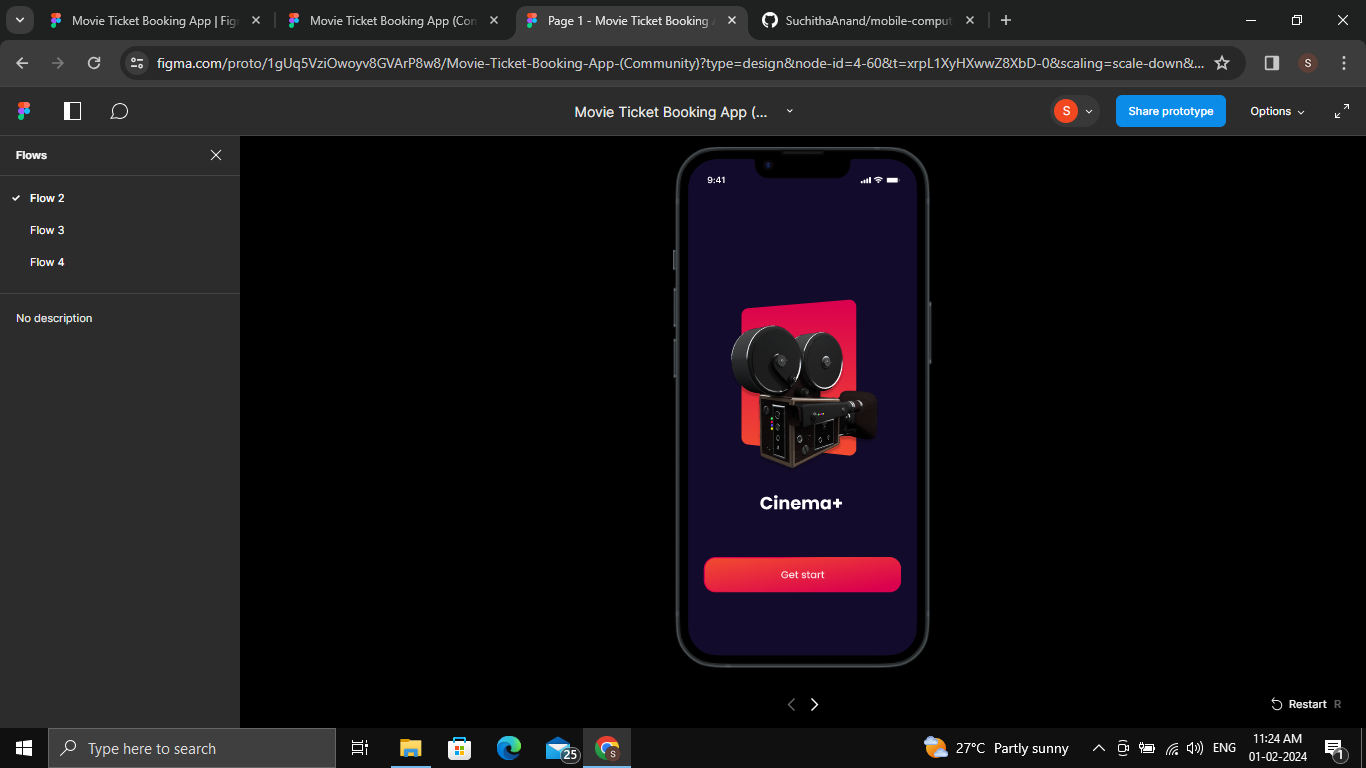 Movie Ticket Booking App | Fig
Movie Ticket Booking App (Con
Page 1 - Movie Ticket Booking
SuchithaAnand/mobile-comput
figma.com/proto/1gUq5VziOwoyv8GVArP8w8/Movie-Ticket-Booking-App-(Community)?type=design&node-id=4-60&t=xrpL1XyHXwwZ8XbD-0&scaling=scale-down&...
S
Movie Ticket Booking App (...
S
Share prototype
Options
Flows
Flow 2
Flow 3
Flow 4
No description
9:41
Cinema+
Get start
Restart R
Type here to search
25
S
27°C Partly sunny
ENG
11:24 AM
01-02-2024
1